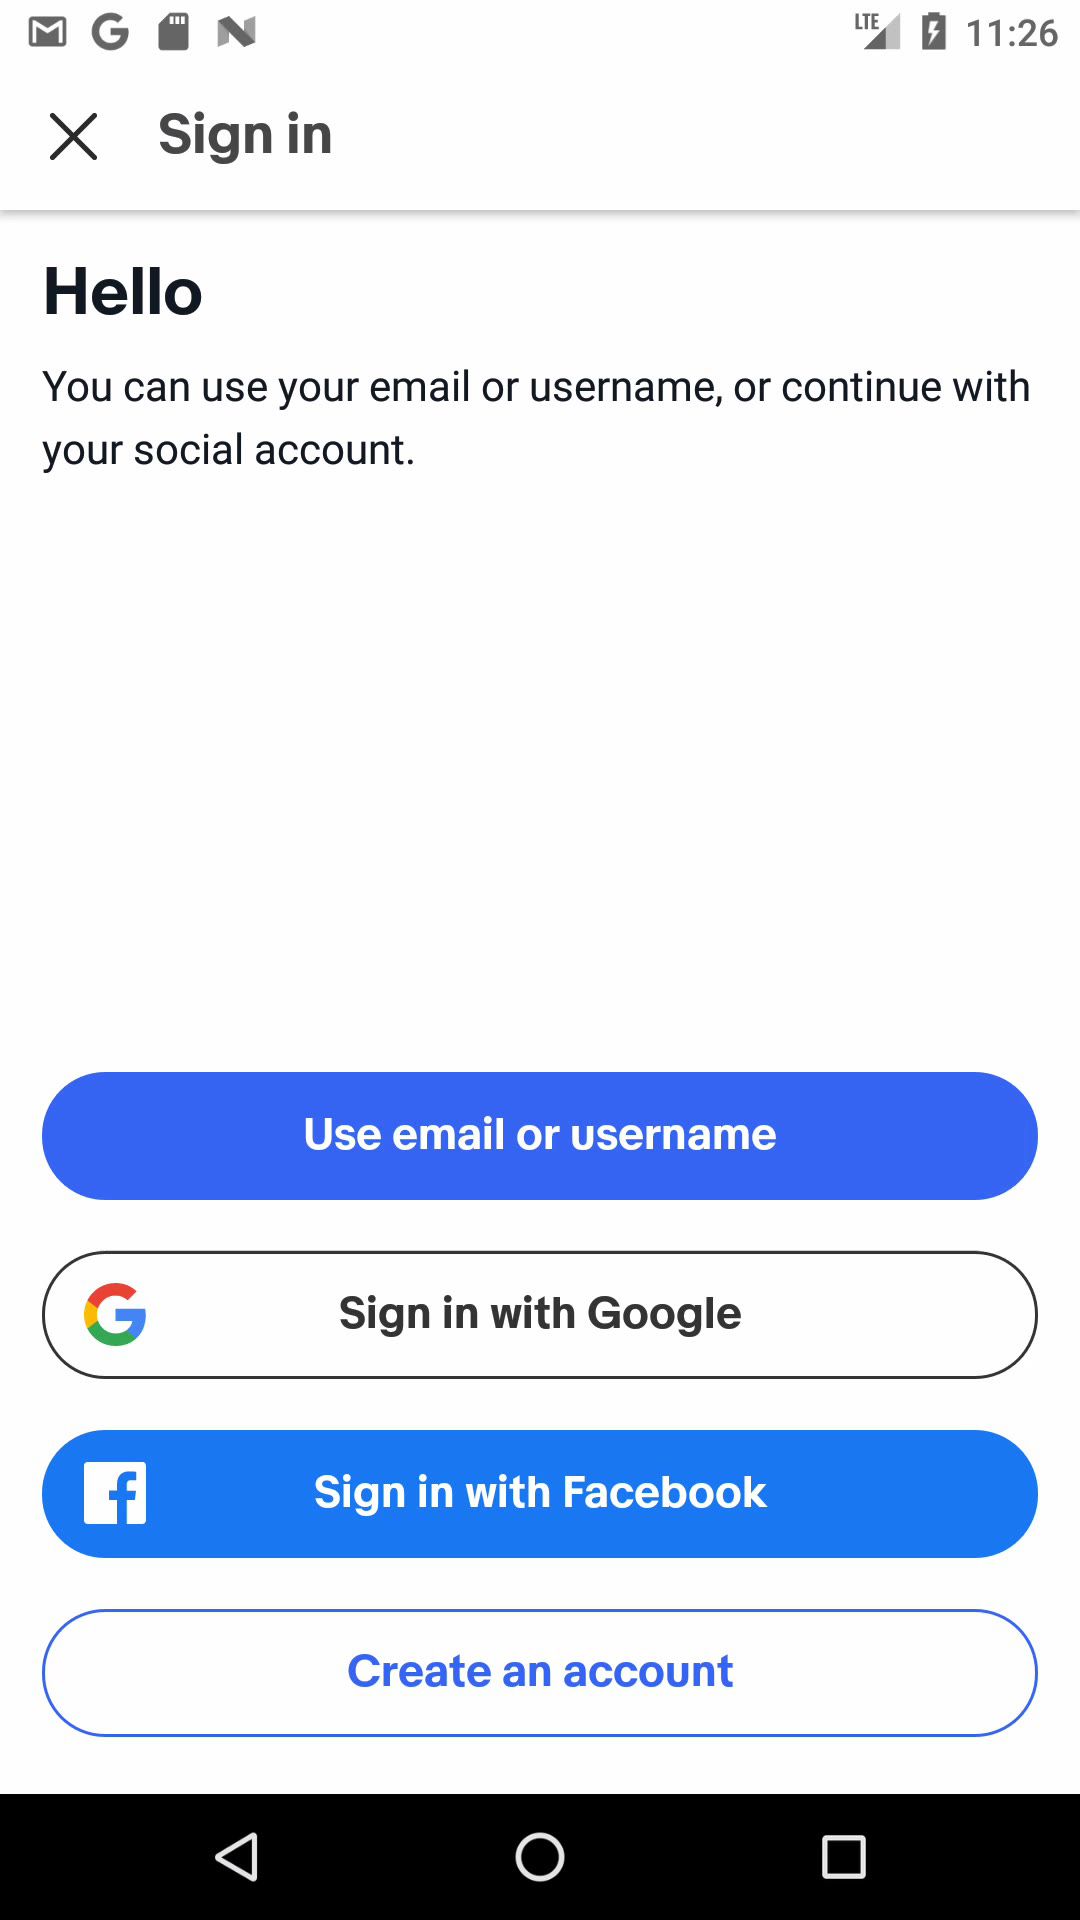 LTE 11:26
Sign in
Hello
You can use your email or username, or continue with
your social account.
Use email or username
Sign in with Google
Sign in with Facebook
Create an account